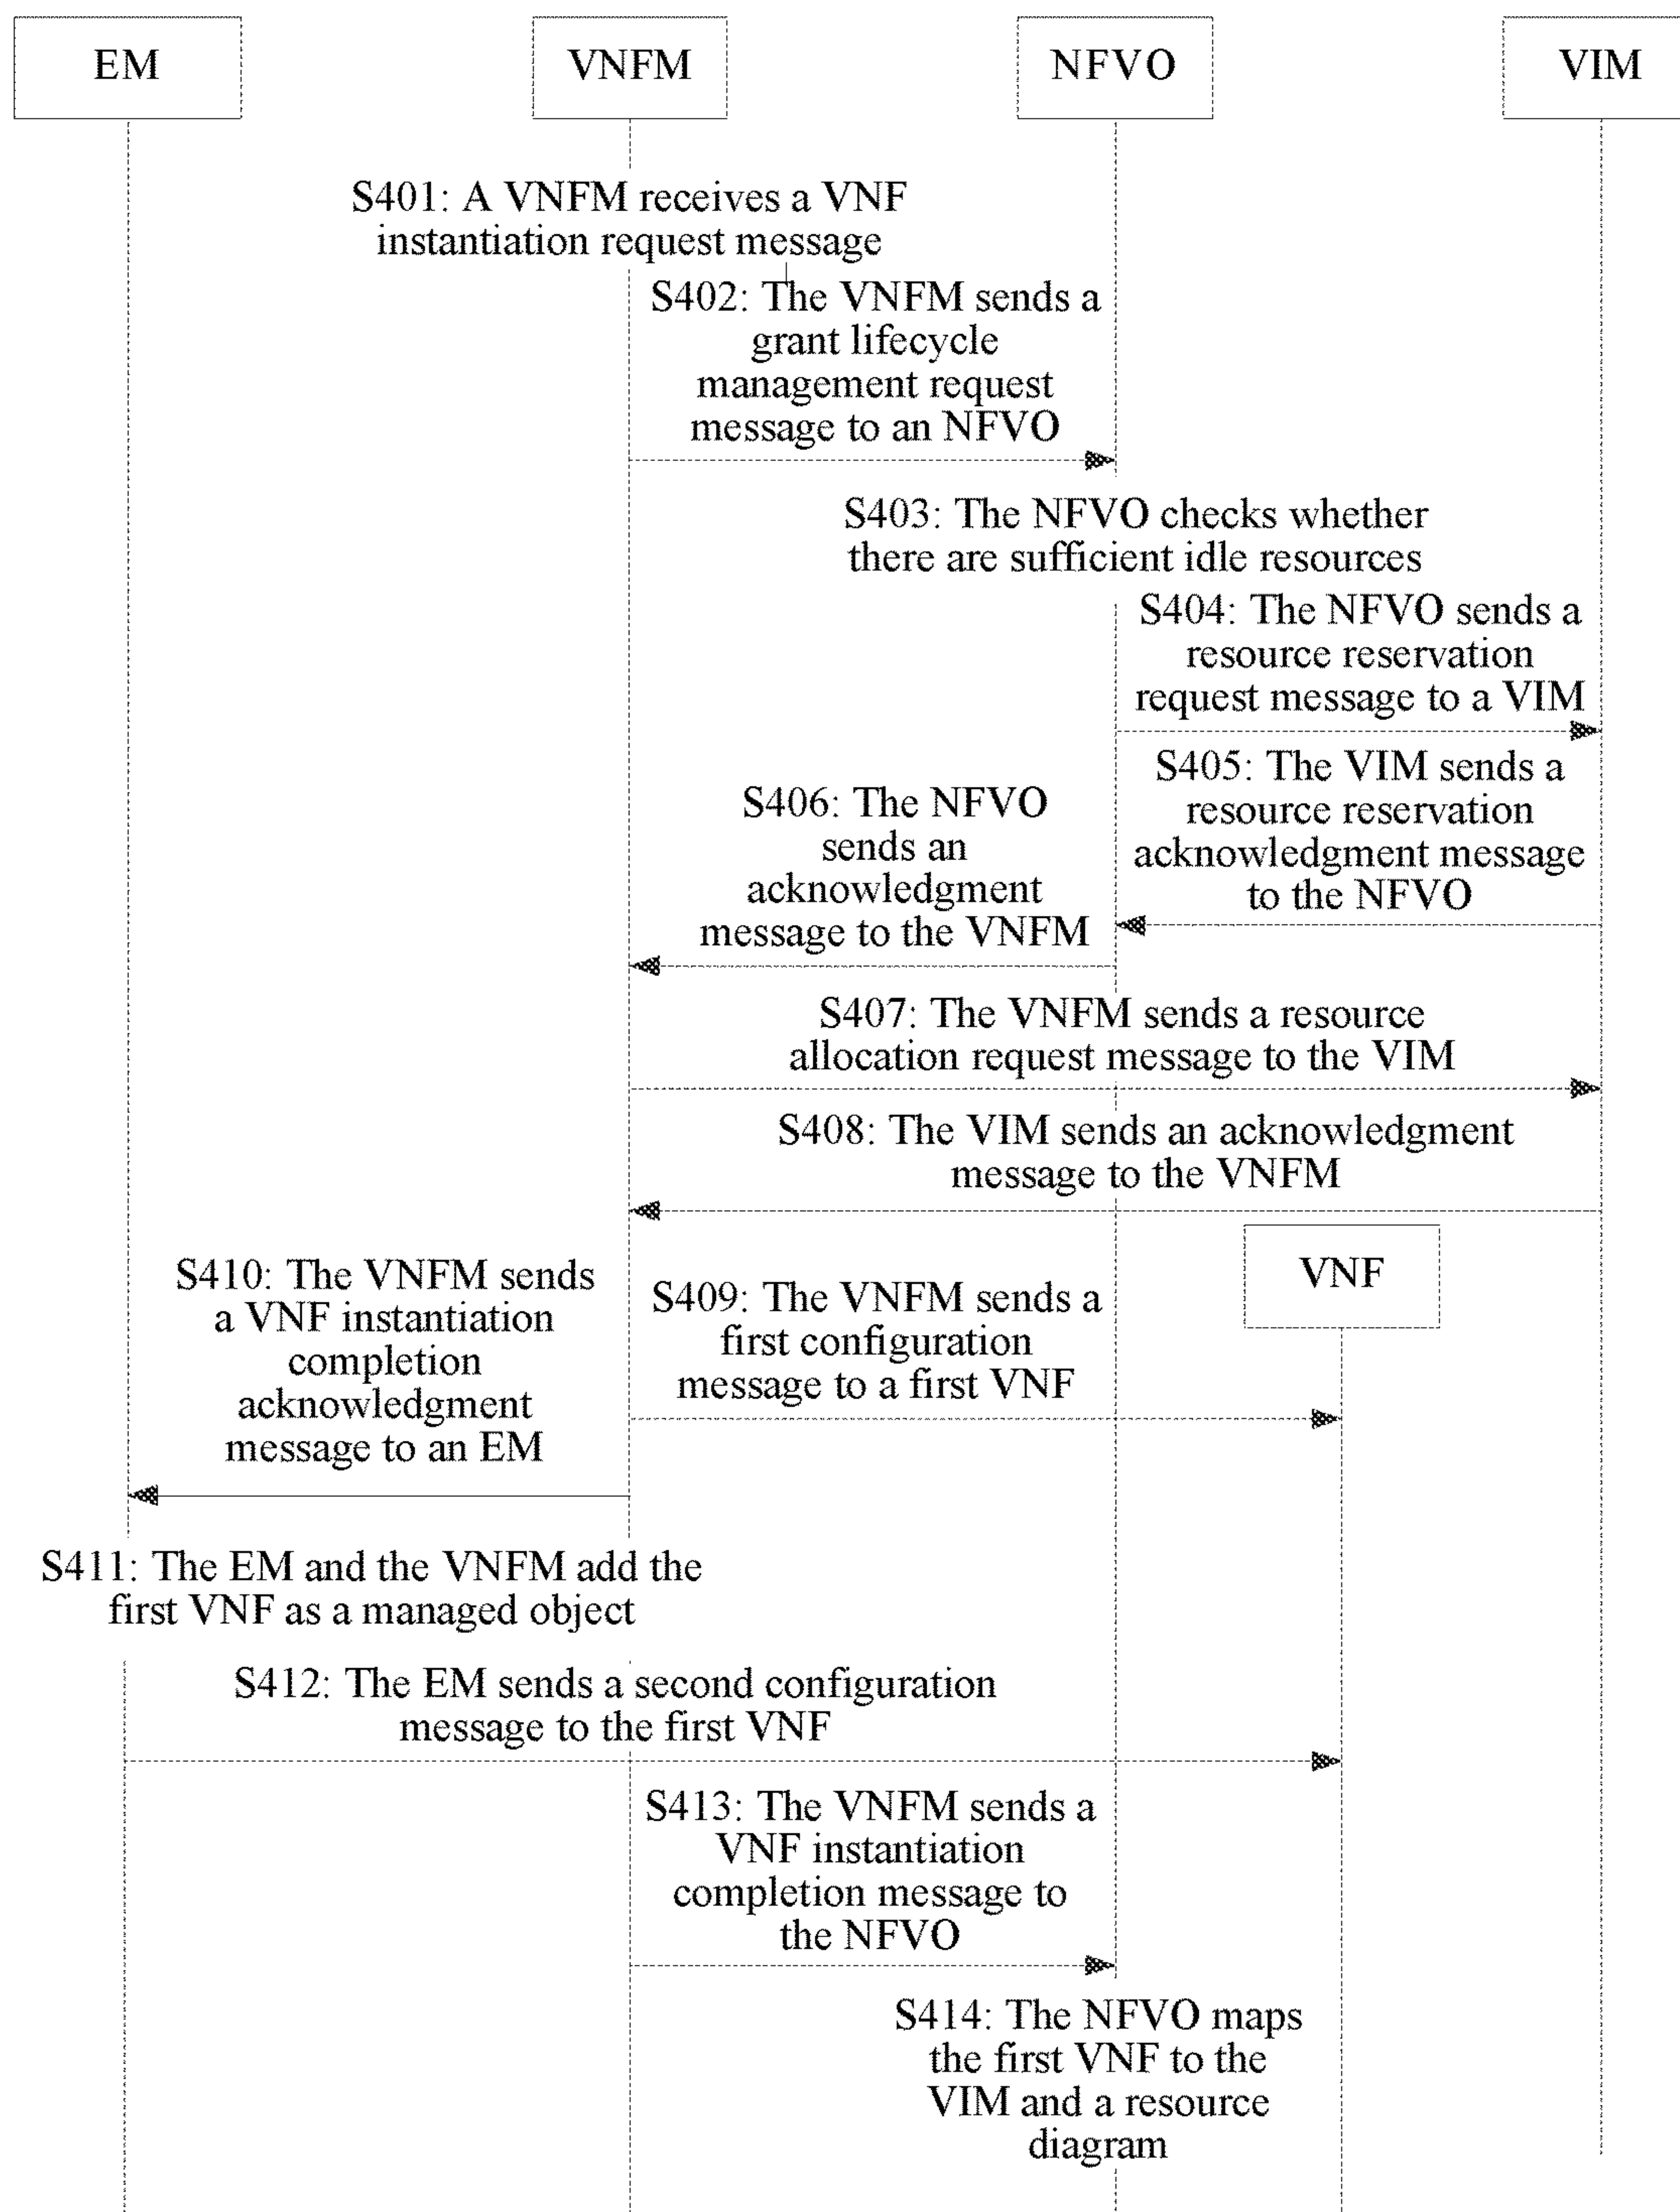 EM
VNFM
NFVO
VIM
S401: A VNFM receives a VNF
instantiation request message
S402: The VNFM sends a
grant lifecycle
management request
message to an NFVO
S403: The NFVO checks whether
there are sufficient idle resources
S404: The NFVO sends a
resource reservation
request message to a VIM
S405: The VIM sends a
resource reservation
acknowledgment message
to the NFVO
S406: The NFVO
sends an
acknowledgment
message to the VNFM
S407: The VNFM sends a resource
allocation request message to the VIM
S408: The VIM sends an acknowledgment
message to the VNFM
VNF
S409: The VNFM sends a
first configuration
message to a first VNF
S410: The VNFM sends
a VNF instantiation
completion
acknowledgment
message to an EM
S411: The EM and the VNFM add the
first VNF as a managed object
S412: The EM sends a second configuration
message to the first VNF
S413: The VNFM sends a
VNF instantiation
completion message to
the NFVO
S414: The NFVO maps
the first VNF to the
VIM and a resource
diagram